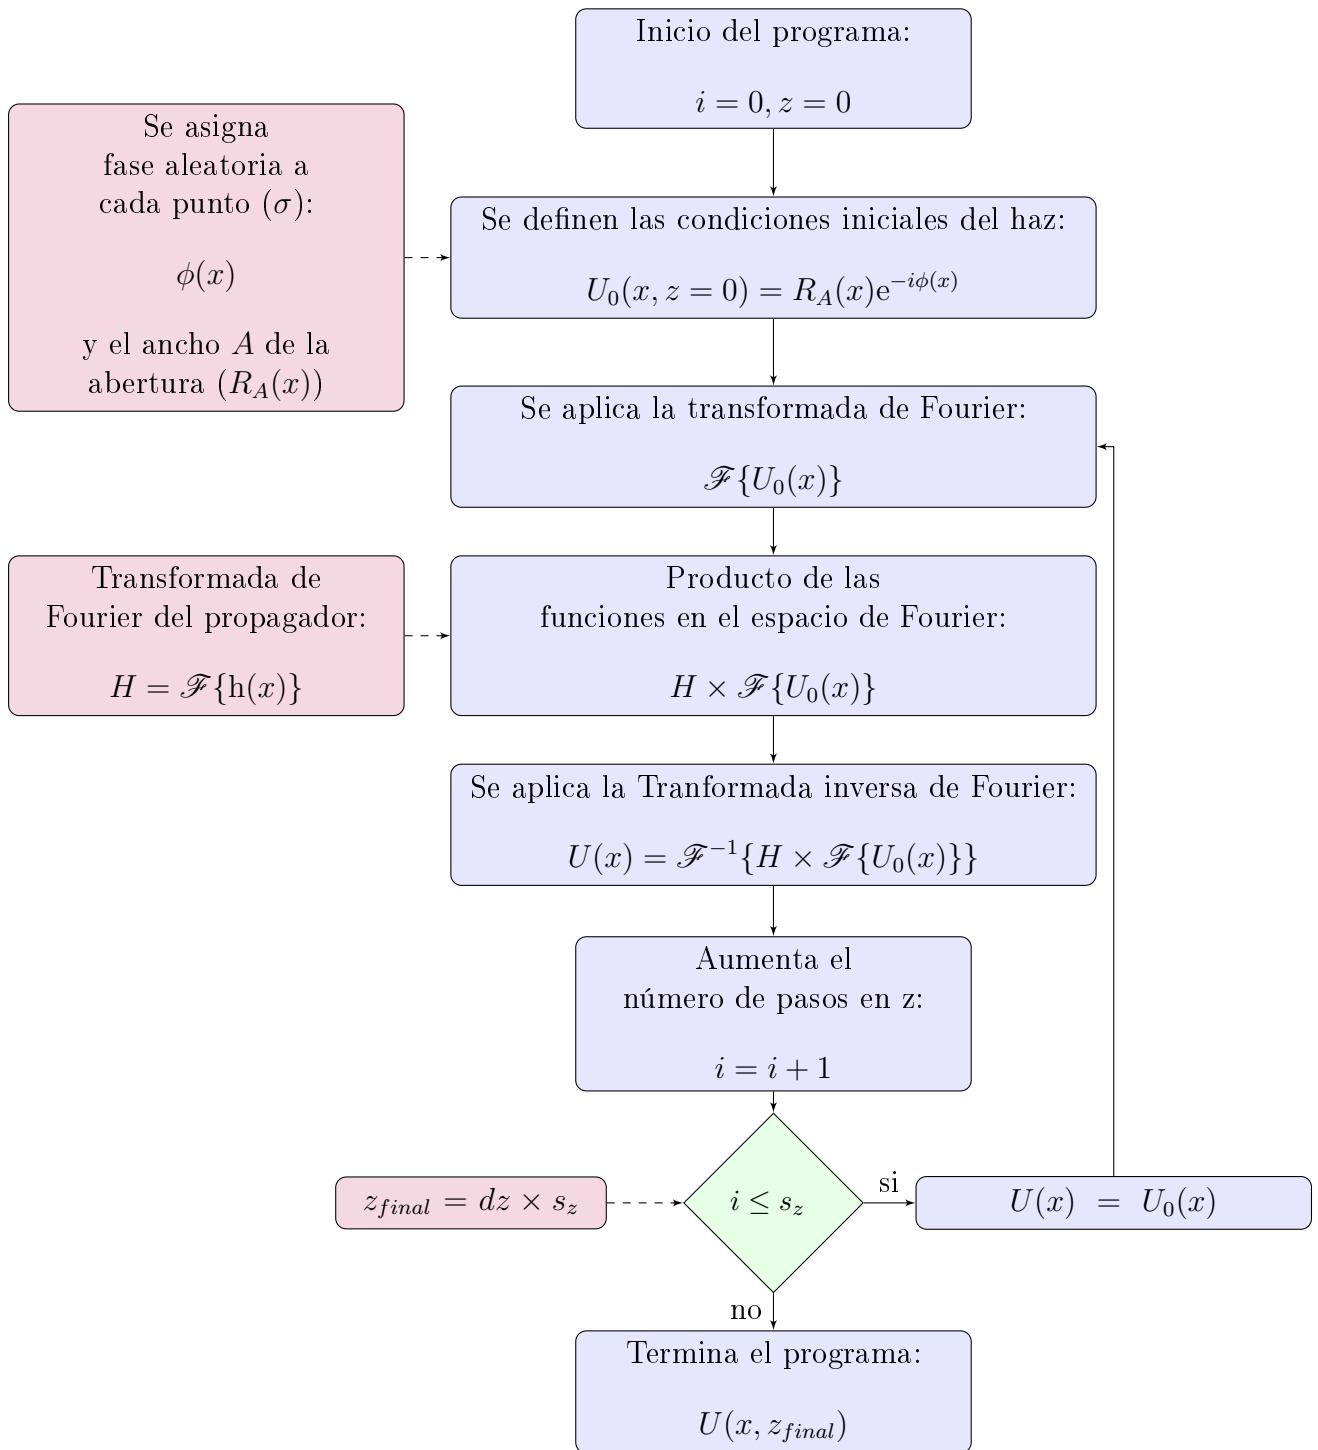 Inicio del programa:
i = 0, z = 0
Se asigna
fase aleatoria a
cada punto (σ):
ϕ(x)
y el ancho A de la
abertura (R_A(x))
Se definen las condiciones iniciales del haz:
U_0(x, z = 0) = R_A(x)e^{−iϕ(x)}
Se aplica la transformada de Fourier:
ℱ{U_0(x)}
Transformada de
Fourier del propagador:
H = ℱ{h(x)}
Producto de las
funciones en el espacio de Fourier:
H × ℱ{U_0(x)}
Se aplica la Tranformada inversa de Fourier:
U(x) = ℱ^{−1}{H × ℱ{U_0(x)}}
Aumenta el
número de pasos en z:
i = i + 1
z_{final} = dz × s_z
i ≤ s_z
si
U(x) = U_0(x)
no
Termina el programa:
U(x, z_{final})